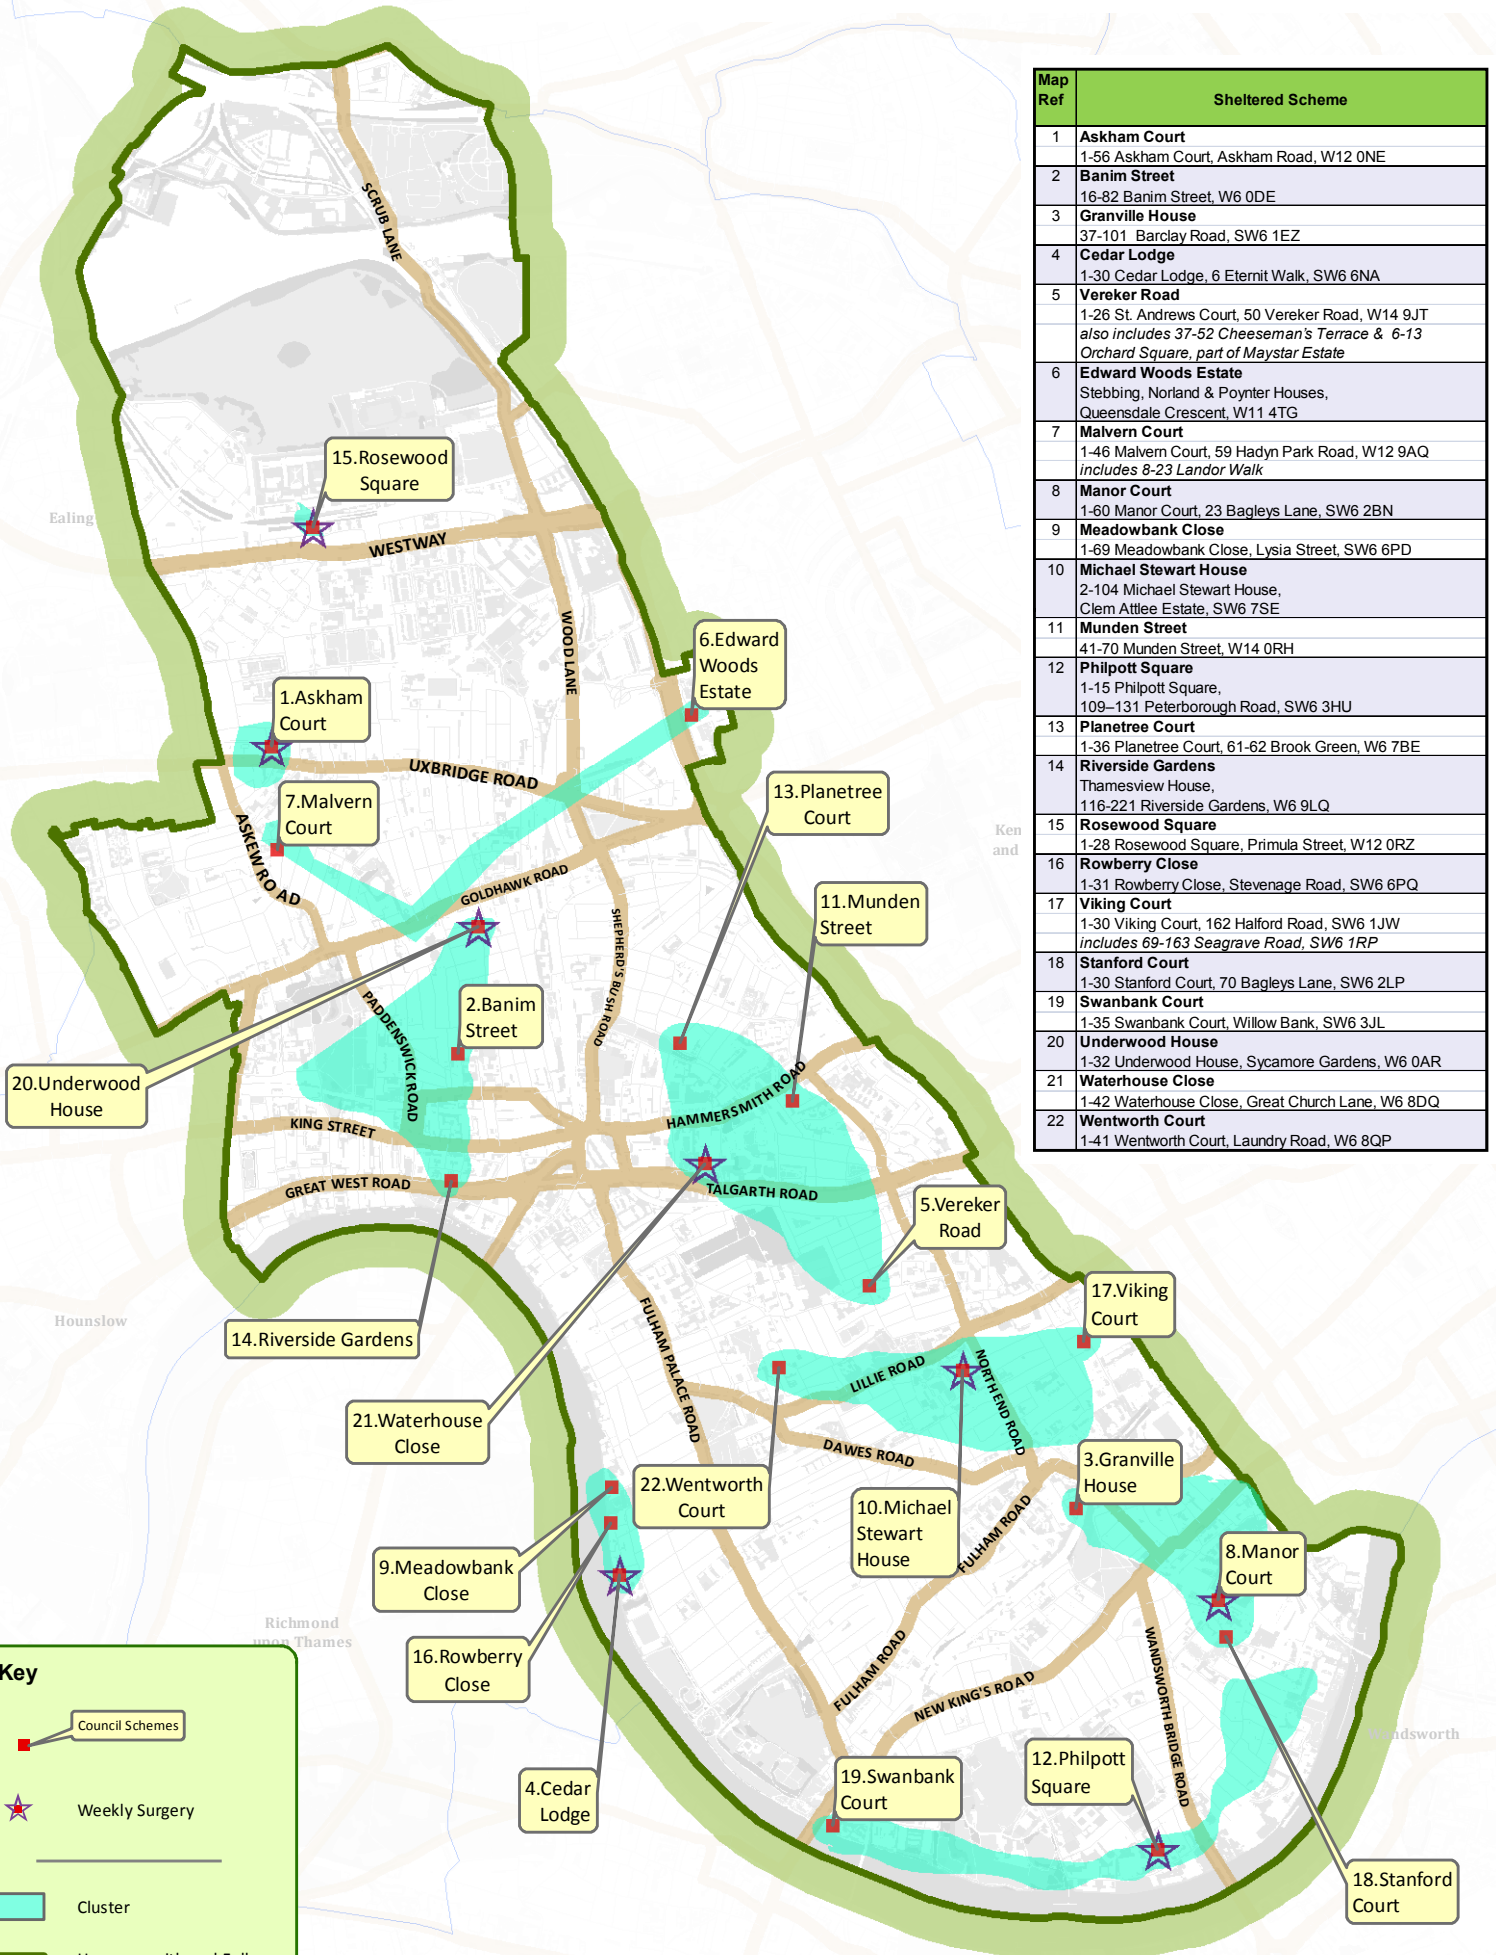 Map
Ref
Sheltered Scheme
1 Askham Court
1-56 Askham Court, Askham Road, W12 0NE
2 Banim Street
16-82 Banim Street, W6 0DE
3 Granville House
37-101 Barclay Road, SW6 1EZ
4 Cedar Lodge
1-30 Cedar Lodge, 6 Eternit Walk, SW6 6NA
5 Vereker Road
1-26 St. Andrews Court, 50 Vereker Road, W14 9JT
also includes 37-52 Cheeseman's Terrace & 6-13
Orchard Square, part of Maystar Estate
6 Edward Woods Estate
Stebbing, Norland & Poynter Houses,
Queensdale Crescent, W11 4TG
7 Malvern Court
1-46 Malvern Court, 59 Hadyn Park Road, W12 9AQ
includes 8-23 Landor Walk
8 Manor Court
1-60 Manor Court, 23 Bagleys Lane, SW6 2BN
9 Meadowbank Close
1-69 Meadowbank Close, Lysia Street, SW6 6PD
10 Michael Stewart House
2-104 Michael Stewart House,
Clem Attlee Estate, SW6 7SE
11 Munden Street
41-70 Munden Street, W14 0RH
12 Philpott Square
1-15 Philpott Square,
109–131 Peterborough Road, SW6 3HU
13 Planetree Court
1-36 Planetree Court, 61-62 Brook Green, W6 7BE
14 Riverside Gardens
Thamesview House,
116-221 Riverside Gardens, W6 9LQ
15 Rosewood Square
1-28 Rosewood Square, Primula Street, W12 0RZ
16 Rowberry Close
1-31 Rowberry Close, Stevenage Road, SW6 6PQ
17 Viking Court
1-30 Viking Court, 162 Halford Road, SW6 1JW
includes 69-163 Seagrave Road, SW6 1RP
18 Stanford Court
1-30 Stanford Court, 70 Bagleys Lane, SW6 2LP
19 Swanbank Court
1-35 Swanbank Court, Willow Bank, SW6 3JL
20 Underwood House
1-32 Underwood House, Sycamore Gardens, W6 0AR
21 Waterhouse Close
1-42 Waterhouse Close, Great Church Lane, W6 8DQ
22 Wentworth Court
1-41 Wentworth Court, Laundry Road, W6 8QP
SCRUB LANE
15.Rosewood
Square
Ealing
WESTWAY
WOOD LANE
6.Edward
Woods
Estate
1.Askham
Court
UXBRIDGE ROAD
7.Malvern
Court
13.Planetree
Court
ASKEW ROAD
Ken
and
GOLDHAWK ROAD
11.Munden
Street
SHEPHERD'S BUSH ROAD
2.Banim
Street
PADDENSWICK ROAD
20.Underwood
House
HAMMERSMITH ROAD
KING STREET
GREAT WEST ROAD
TALGARTH ROAD
5.Vereker
Road
Hounslow
14.Riverside Gardens
17.Viking
Court
FULHAM PALACE ROAD
LILLIE ROAD
NORTH END ROAD
21.Waterhouse
Close
DAWES ROAD
22.Wentworth
Court
3.Granville
House
10.Michael
Stewart
House
FULHAM ROAD
9.Meadowbank
Close
8.Manor
Court
Richmond
upon Thames
16.Rowberry
Close
FULHAM ROAD
NEW KING'S ROAD
WANDSWORTH BRIDGE ROAD
Wandsworth
4.Cedar
Lodge
19.Swanbank
Court
12.Philpott
Square
18.Stanford
Court
Key
Council Schemes
Weekly Surgery
Cluster